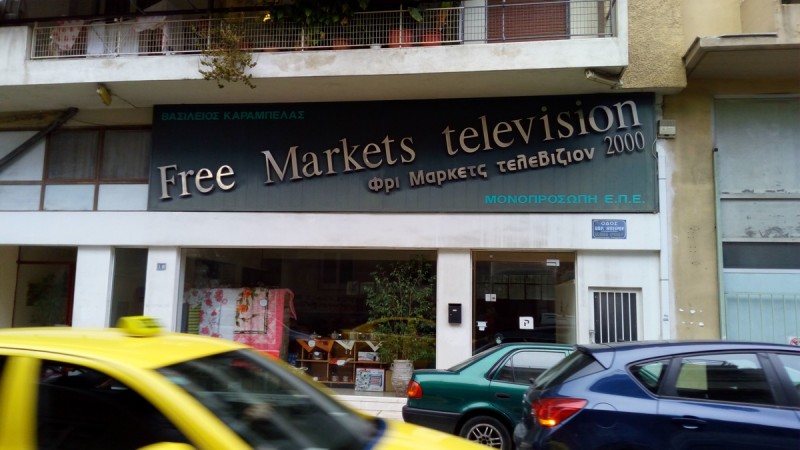 ΒΑΣΙΛΕΙΟΣ ΚΑΡΑΜΠΕΛΑΣ
Free Markets television 2000
Φρι Μαρκετς τελεβιζιον
ΜΟΝΟΠΡΟΣΩΠΗ Ε.Π.Ε.
ΟΔΟΣ